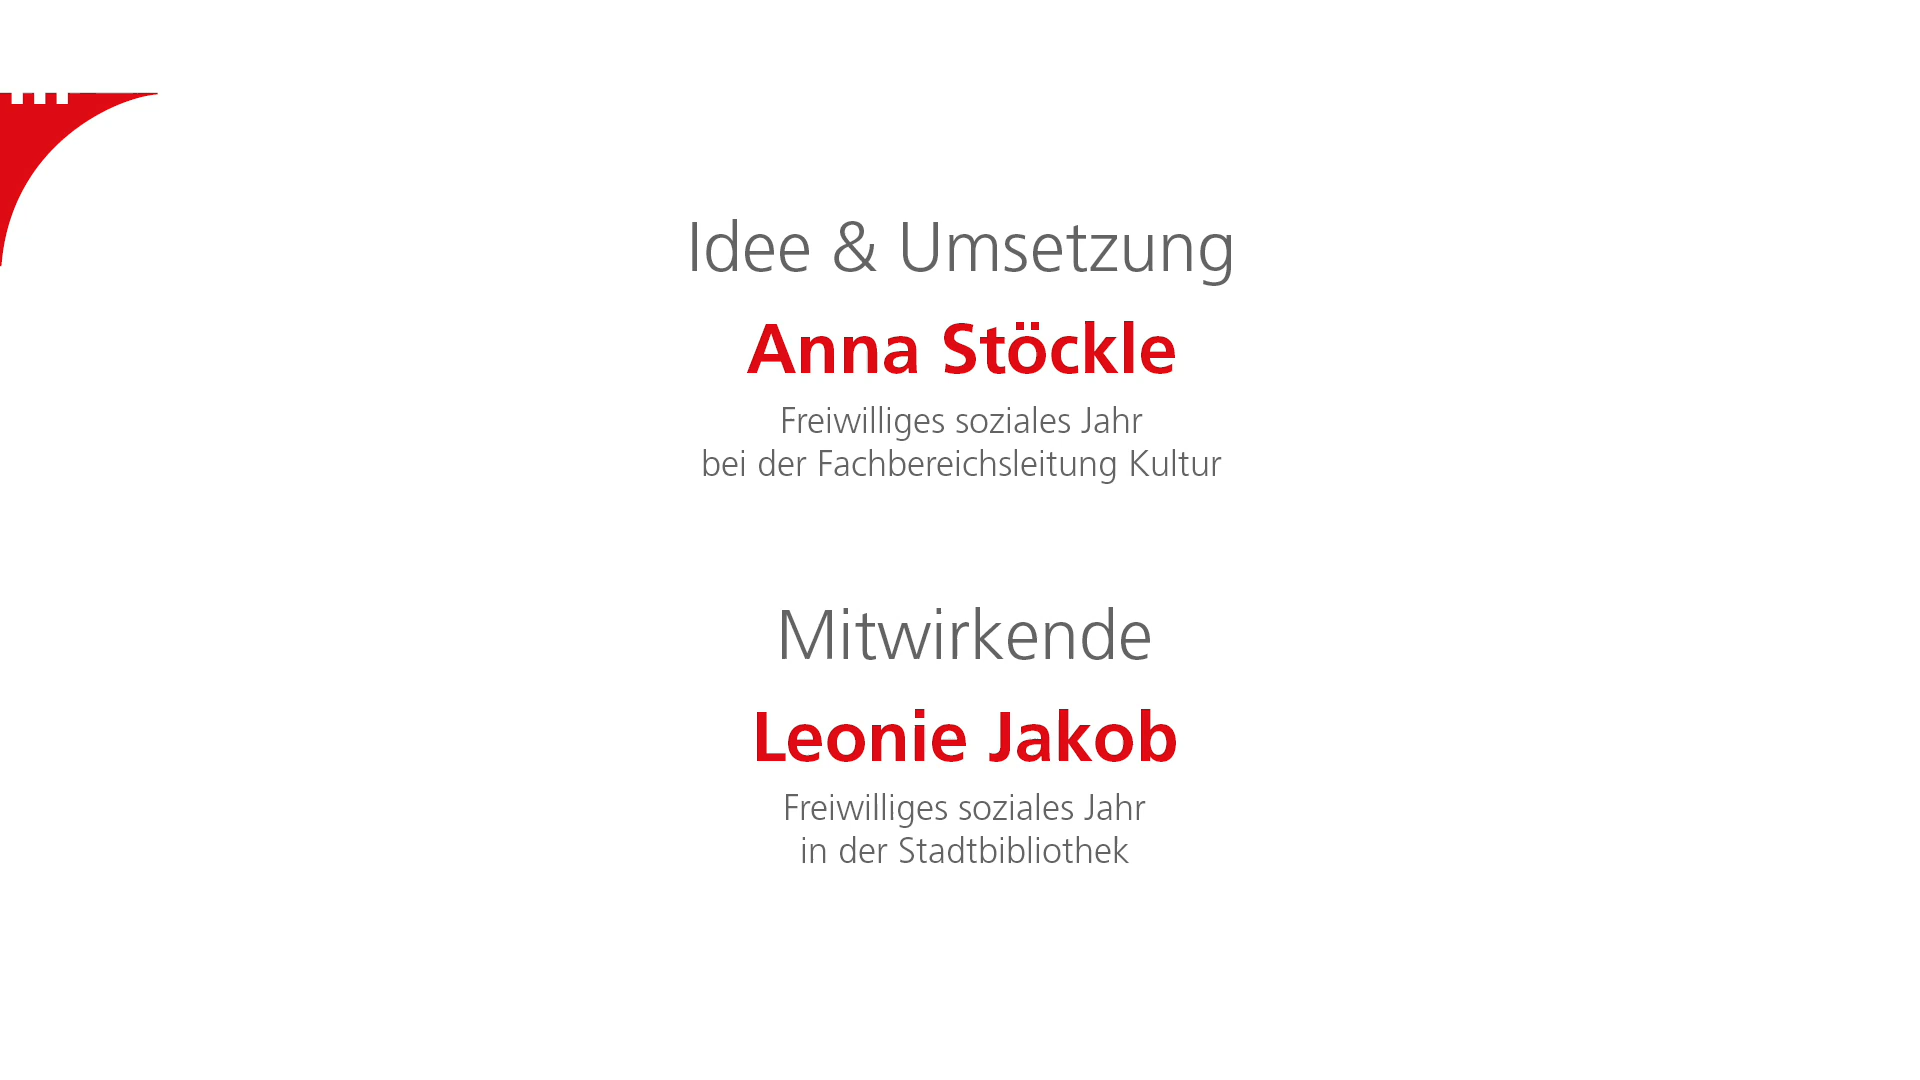 Idee & Umsetzung
Anna Stöckle
Freiwilliges soziales Jahr
bei der Fachbereichsleitung Kultur
Mitwirkende
Leonie Jakob
Freiwilliges soziales Jahr
in der Stadtbibliothek